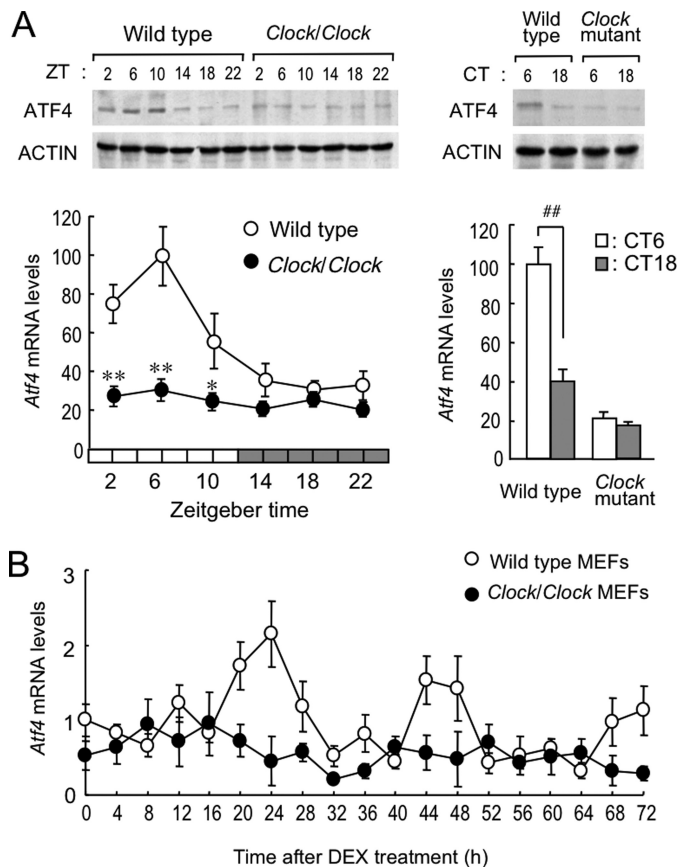 A
Wild type Clock/Clock
ZT : 2 6 10 14 18 22 2 6 10 14 18 22
ATF4
ACTIN
Wild type Clock mutant
CT : 6 18 6 18
ATF4
ACTIN
Atf4 mRNA levels
120
100
80
60
40
20
0
Wild type
Clock/Clock
** ** *
2 6 10 14 18 22
Zeitgeber time
Atf4 mRNA levels
120
100
80
60
40
20
0
##
: CT6
: CT18
Wild type Clock mutant
B
Atf4 mRNA levels
3
2
1
0
Wild type MEFs
Clock/Clock MEFs
0 4 8 12 16 20 24 28 32 36 40 44 48 52 56 60 64 68 72
Time after DEX treatment (h)